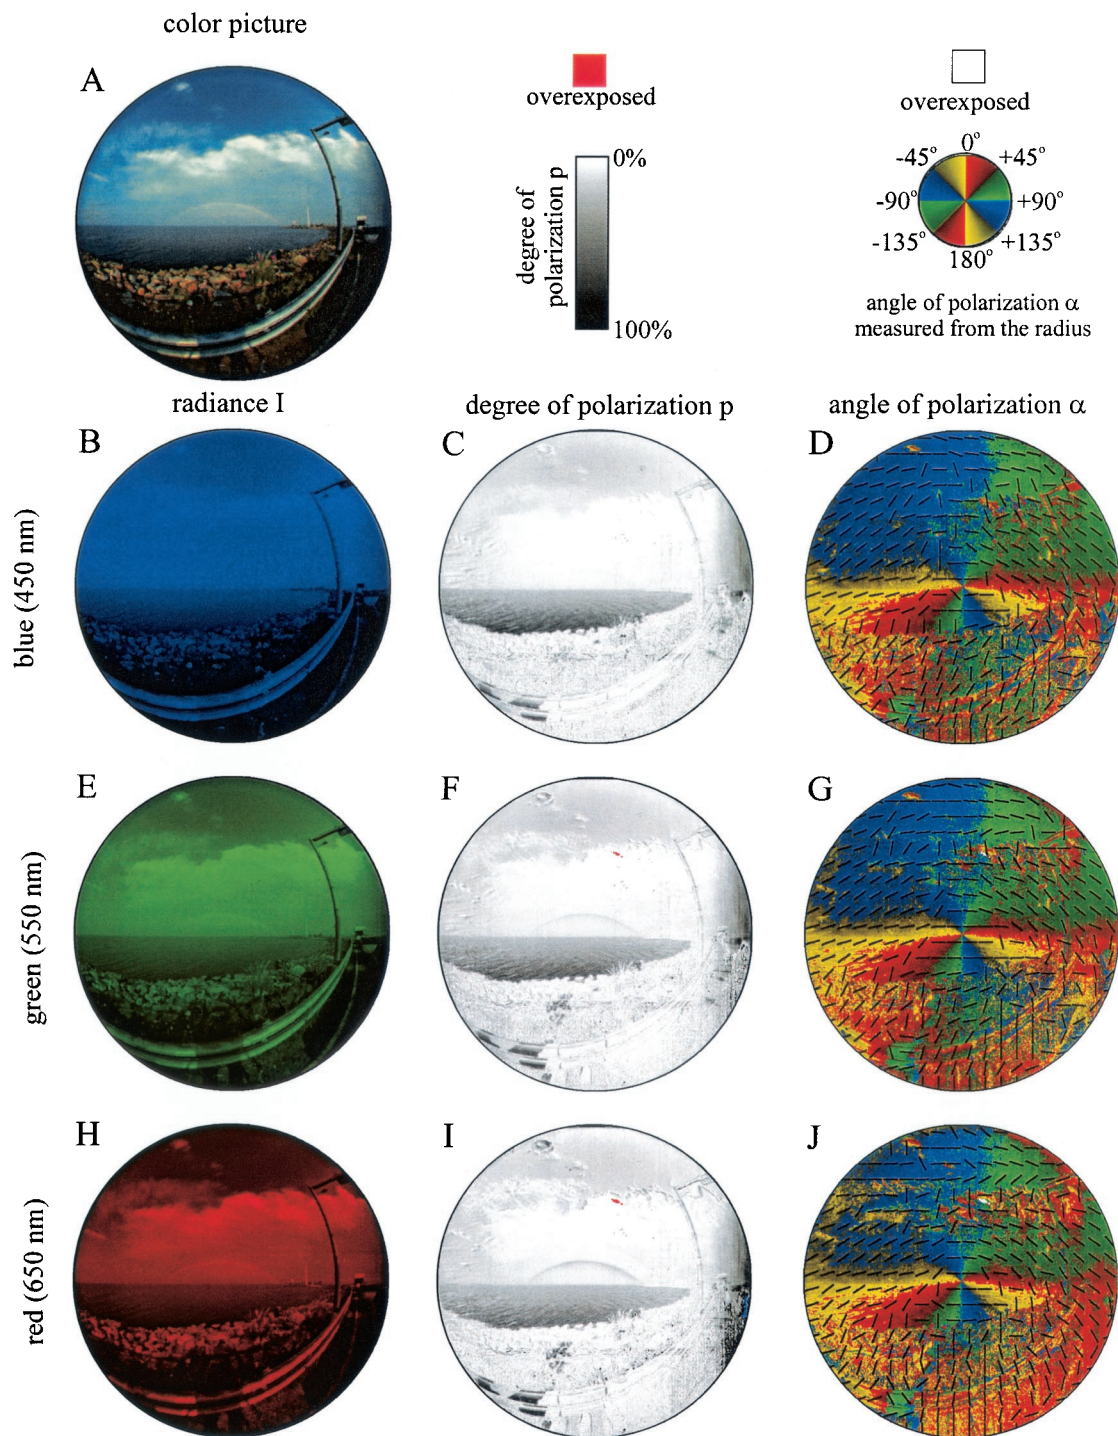 color picture
A
overexposed
0%
degree of
polarization p
100%
overexposed
0°
-45°
+45°
-90°
+90°
-135°
+135°
180°
angle of polarization α
measured from the radius
radiance I
degree of polarization p
angle of polarization α
blue (450 nm)
B
C
D
green (550 nm)
E
F
G
red (650 nm)
H
I
J